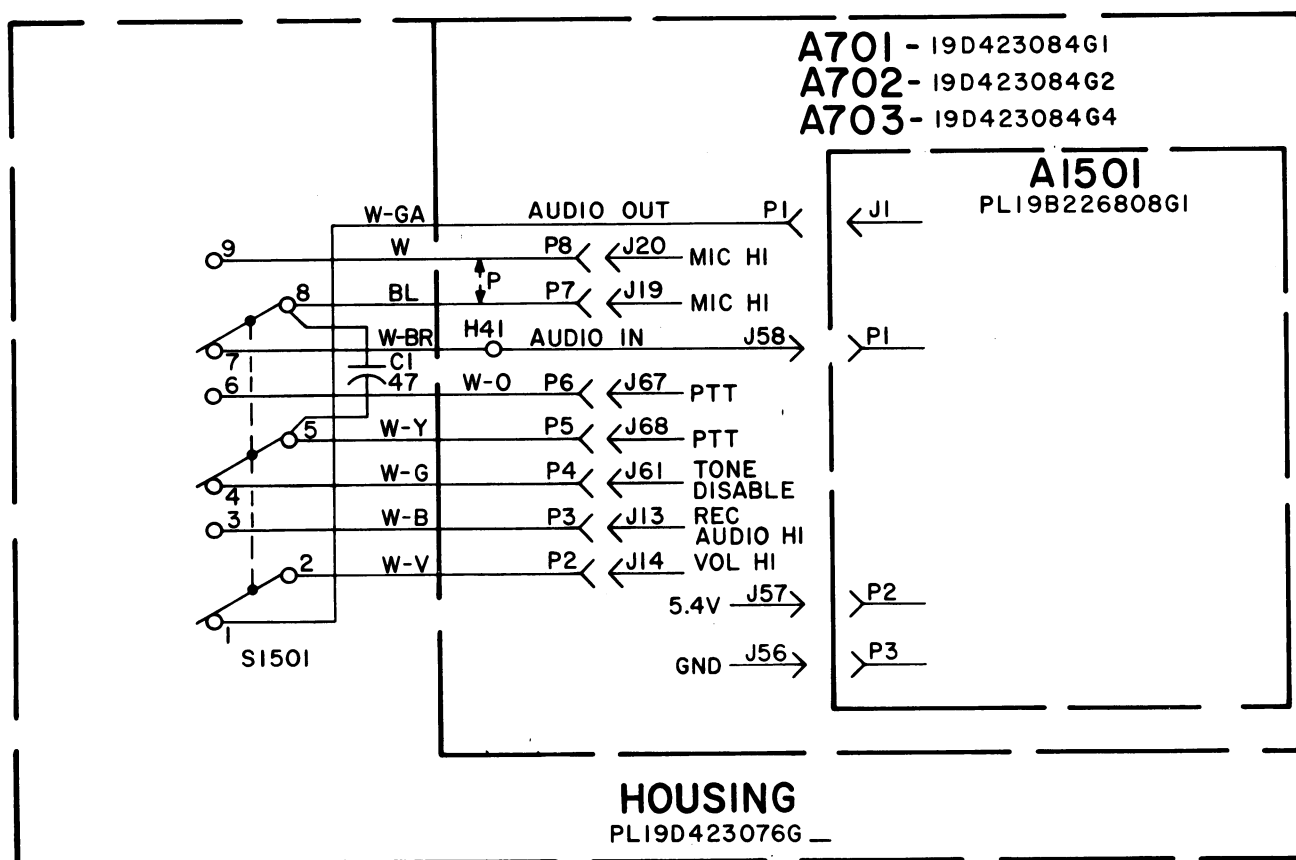 A701 - 19D423084G1
A702 - 19D423084G2
A703 - 19D423084G4
A1501
PL19B226808G1
W-GA AUDIO OUT P1 J1
9 W P8 J20 MIC HI
P
8 BL P7 J19 MIC HI
7 W-BR H41 AUDIO IN J58 P1
C1
47
6 W-O P6 J67 PTT
5 W-Y P5 J68 PTT
4 W-G P4 J61 TONE
DISABLE
3 W-B P3 J13 REC
AUDIO HI
2 W-V P2 J14 VOL HI
5.4V J57 P2
1
S1501
GND J56 P3
HOUSING
PL19D423076G _